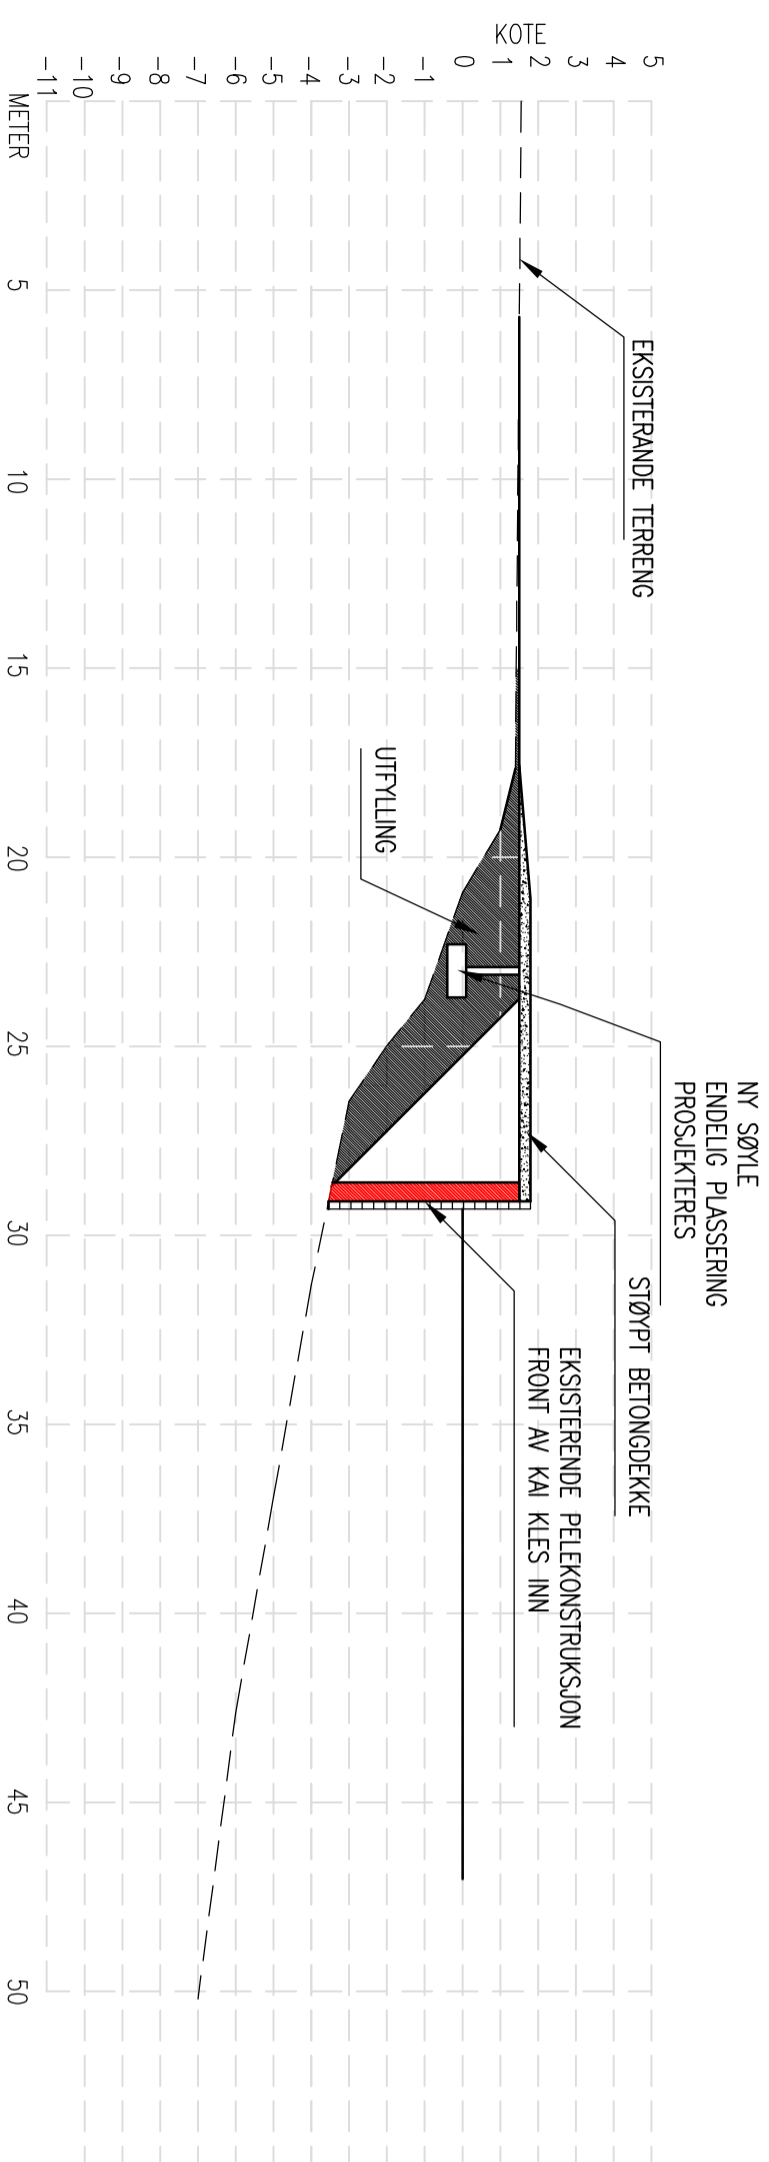 NY SØYLE
ENDELIG PLASSERING
PROSJEKTERES
EKSISTERANDE TERRENG
STØYPT BETONGDEKKE
EKSISTERENDE PELEKONSTRUKSJON
FRONT AV KAI KLES INN
UTFYLLING
KOTE
5
4
3
2
1
0
-1
-2
-3
-4
-5
-6
-7
-8
-9
-10
-11
METER
5
10
15
20
25
30
35
40
45
50